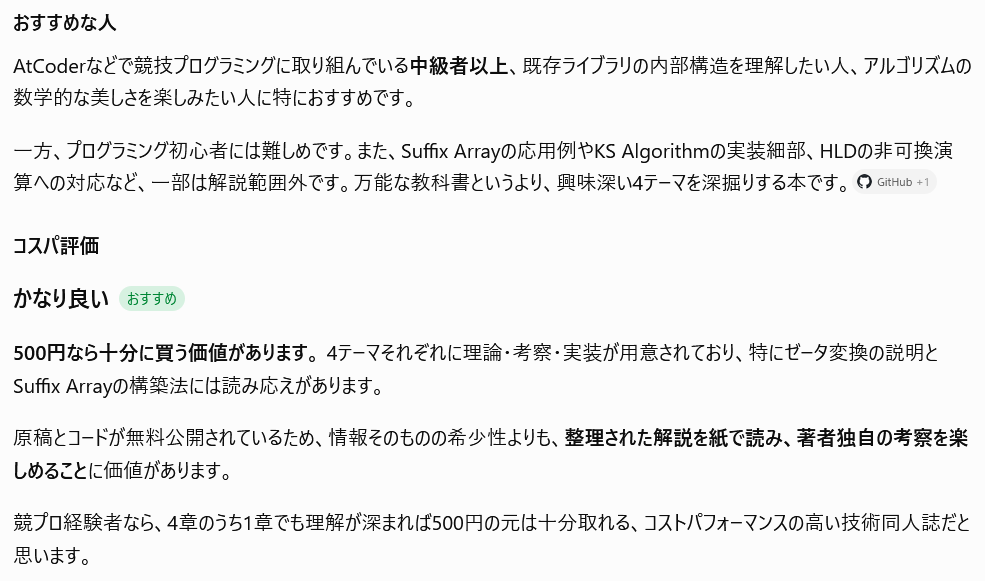 おすすめな人
AtCoderなどで競技プログラミングに取り組んでいる中級者以上、既存ライブラリの内部構造を理解したい人、アルゴリズムの
数学的な美しさを楽しみたい人に特におすすめです。
一方、プログラミング初心者には難しめです。また、Suffix Arrayの応用例やKS Algorithmの実装細部、HLDの非可換演
算への対応など、一部は解説範囲外です。万能な教科書というより、興味深い4テーマを深掘りする本です。 GitHub +1
コスパ評価
かなり良い おすすめ
500円なら十分に買う価値があります。4テーマそれぞれに理論・考察・実装が用意されており、特にゼータ変換の説明と
Suffix Arrayの構築法には読み応えがあります。
原稿とコードが無料公開されているため、情報そのものの希少性よりも、整理された解説を紙で読み、著者独自の考察を楽
しめることに価値があります。
競プロ経験者なら、4章のうち1章でも理解が深まれば500円の元は十分取れる、コストパフォーマンスの高い技術同人誌だと
思います。